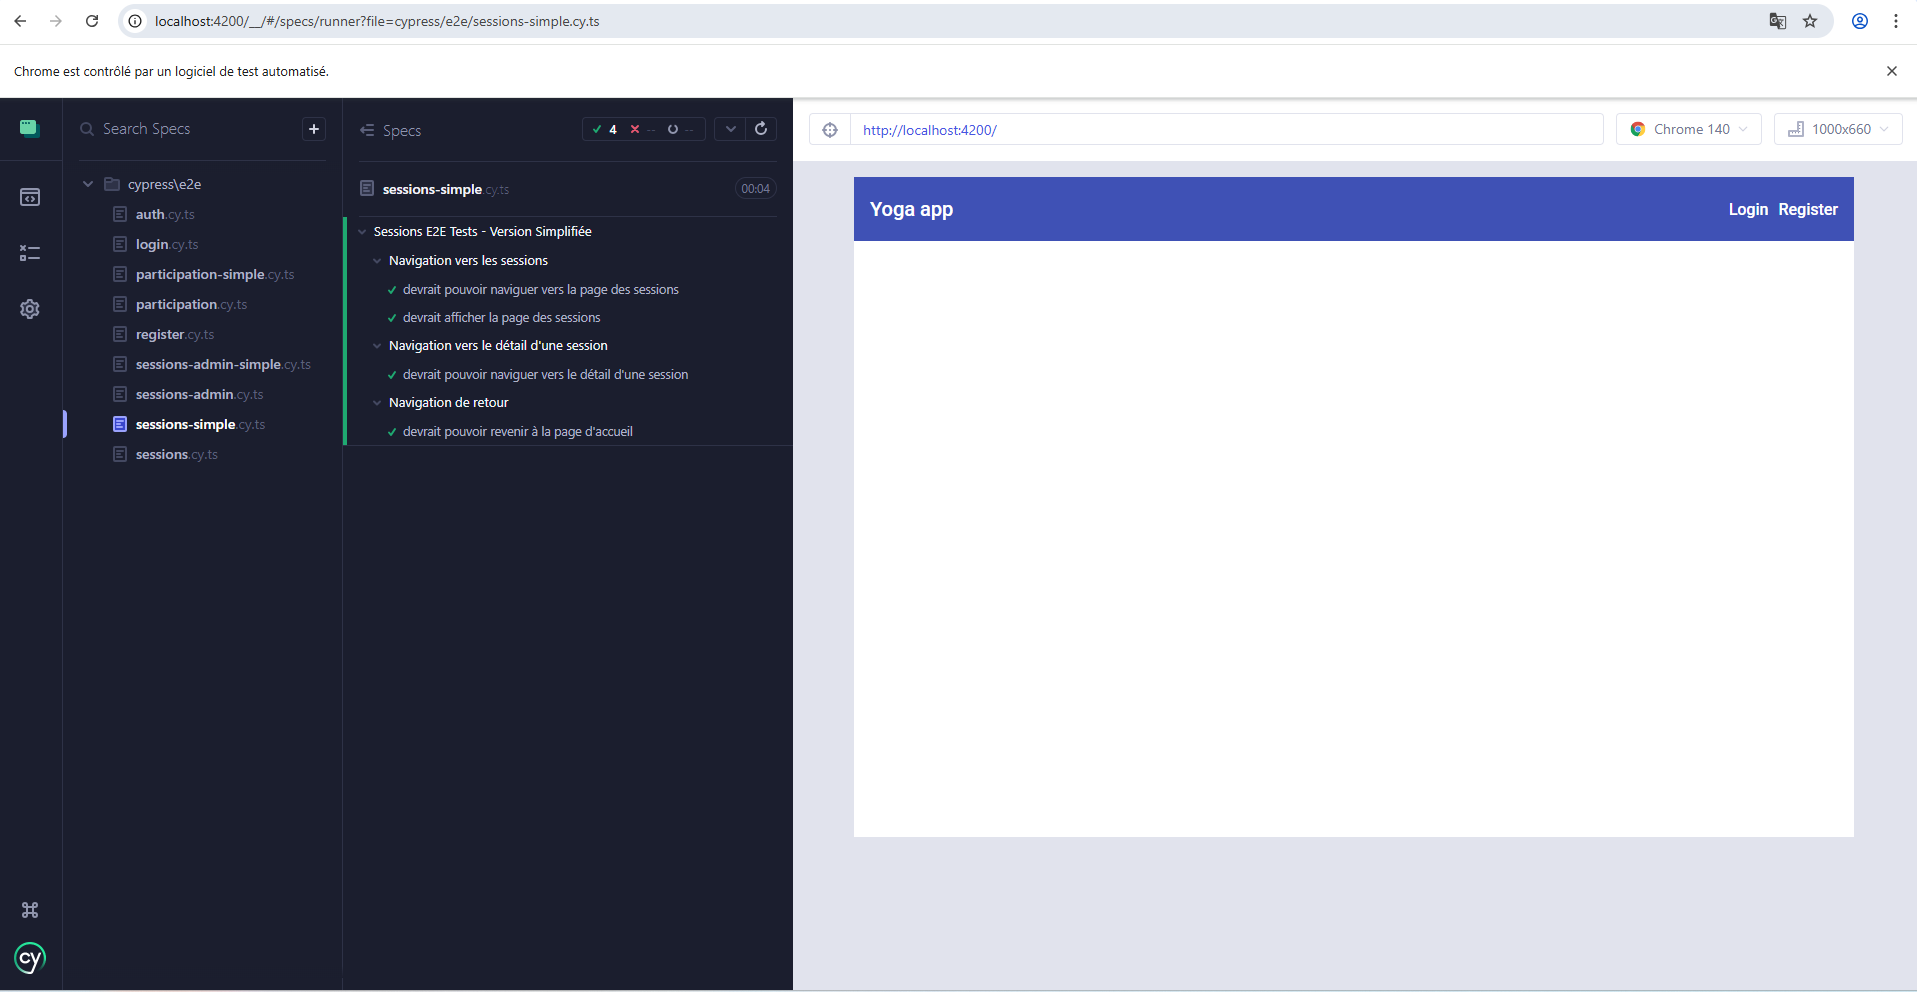 localhost:4200/__/#/specs/runner?file=cypress/e2e/sessions-simple.cy.ts
Chrome est contrôlé par un logiciel de test automatisé.
Search Specs
+
cypress\e2e
auth.cy.ts
login.cy.ts
participation-simple.cy.ts
participation.cy.ts
register.cy.ts
sessions-admin-simple.cy.ts
sessions-admin.cy.ts
sessions-simple.cy.ts
sessions.cy.ts
cy
Specs
4 -- --
sessions-simple.cy.ts 00:04
Sessions E2E Tests - Version Simplifiée
Navigation vers les sessions
devrait pouvoir naviguer vers la page des sessions
devrait afficher la page des sessions
Navigation vers le détail d'une session
devrait pouvoir naviguer vers le détail d'une session
Navigation de retour
devrait pouvoir revenir à la page d'accueil
http://localhost:4200/ Chrome 140 1000x660
Yoga app Login Register